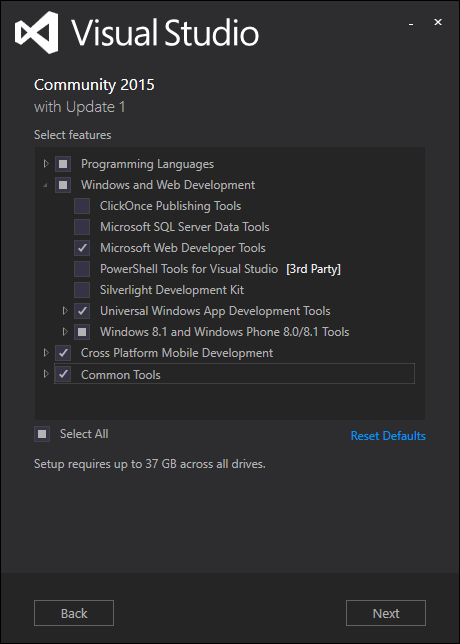 Visual Studio
Community 2015
with Update 1
Select features
Programming Languages
Windows and Web Development
ClickOnce Publishing Tools
Microsoft SQL Server Data Tools
Microsoft Web Developer Tools
PowerShell Tools for Visual Studio [3rd Party]
Silverlight Development Kit
Universal Windows App Development Tools
Windows 8.1 and Windows Phone 8.0/8.1 Tools
Cross Platform Mobile Development
Common Tools
Select All Reset Defaults
Setup requires up to 37 GB across all drives.
Back Next